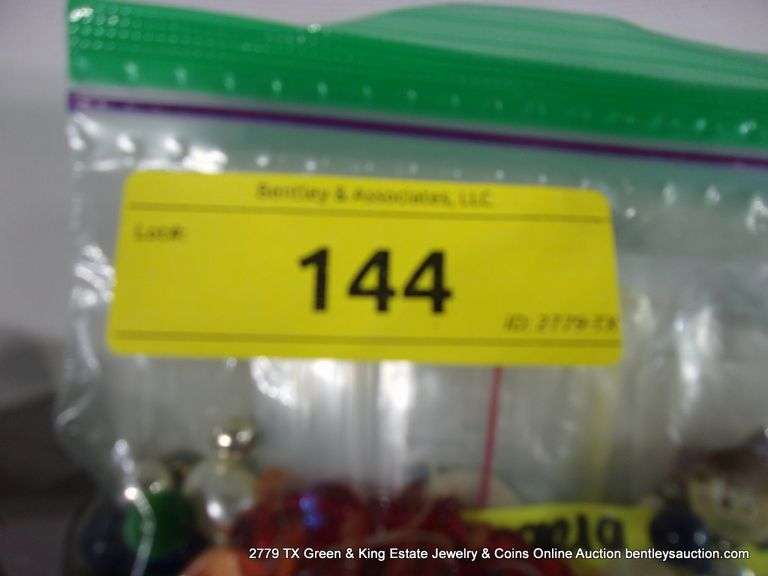 Bentley & Associates, LLC
Lot#:
144
ID: 2779-TX
2779 TX Green & King Estate Jewelry & Coins Online Auction bentleysauction.com